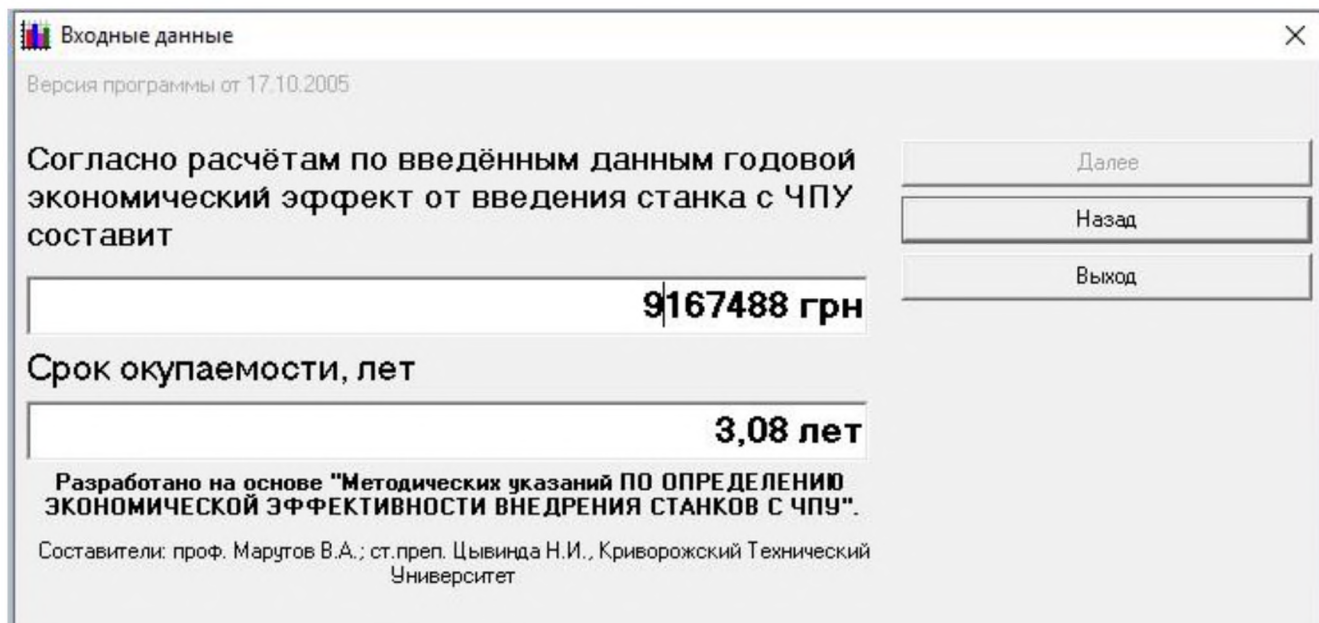 Входные данные
Версия программы от 17.10.2005
Согласно расчётам по введённым данным годовой
экономический эффект от введения станка с ЧПУ
составит
9167488 грн
Срок окупаемости, лет
3,08 лет
Разработано на основе "Методических указаний ПО ОПРЕДЕЛЕНИЮ
ЭКОНОМИЧЕСКОЙ ЭФФЕКТИВНОСТИ ВНЕДРЕНИЯ СТАНКОВ С ЧПУ".
Составители: проф. Марутов В.А.; ст.преп. Цывинда Н.И., Криворожский Технический
Университет
Далее
Назад
Выход